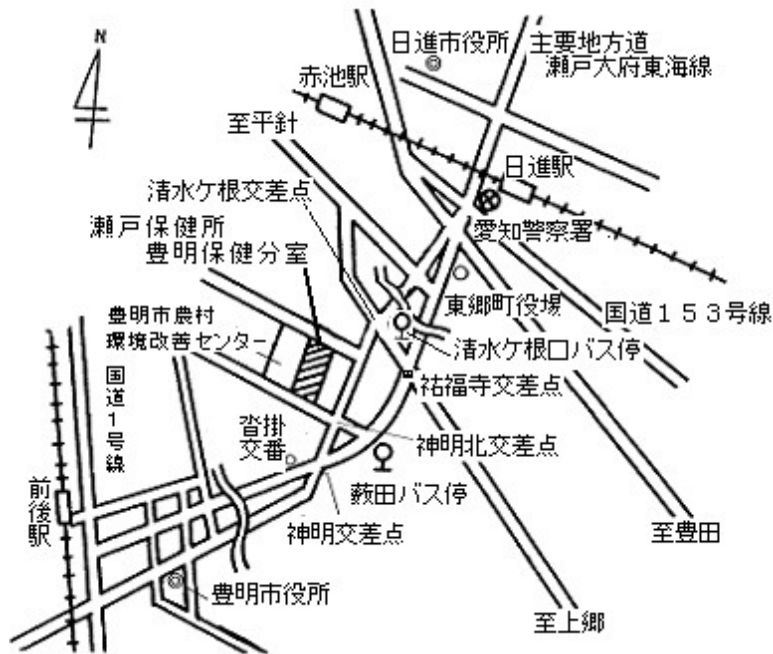 N
日進市役所
主要地方道
瀬戸大府東海線
赤池駅
至平針
日進駅
清水ケ根交差点
瀬戸保健所
豊明保健分室
愛知警察署
東郷町役場
国道153号線
豊明市農村
環境改善センター
清水ケ根口バス停
国道1号線
祐福寺交差点
沓掛
交番
神明北交差点
前後駅
薮田バス停
神明交差点
至豊田
豊明市役所
至上郷